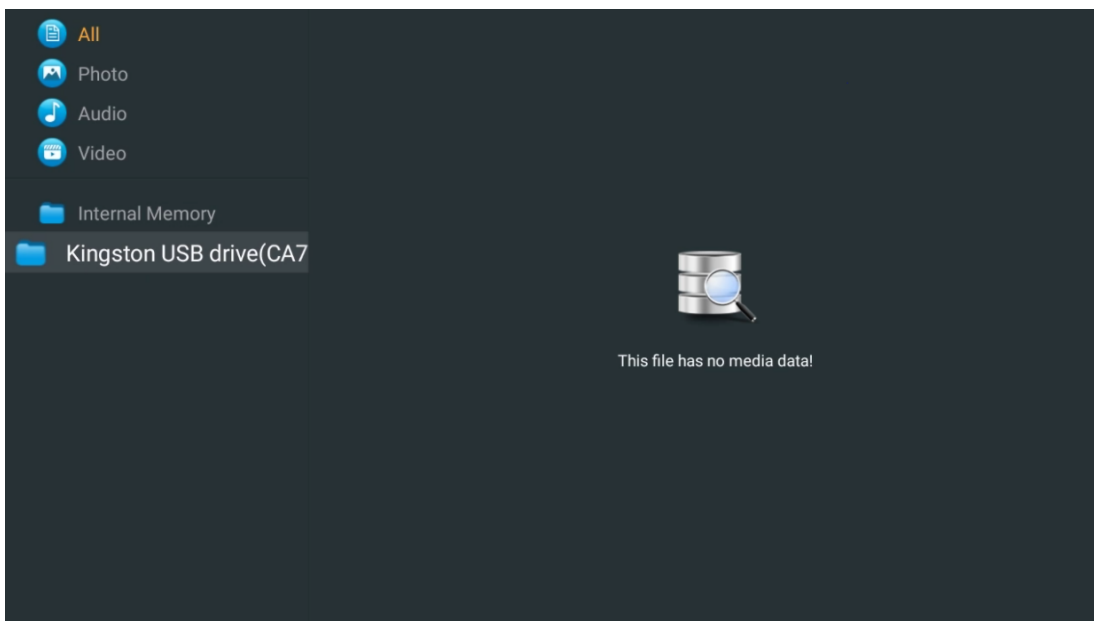 All
Photo
Audio
Video
Internal Memory
Kingston USB drive(CA7
This file has no media data!